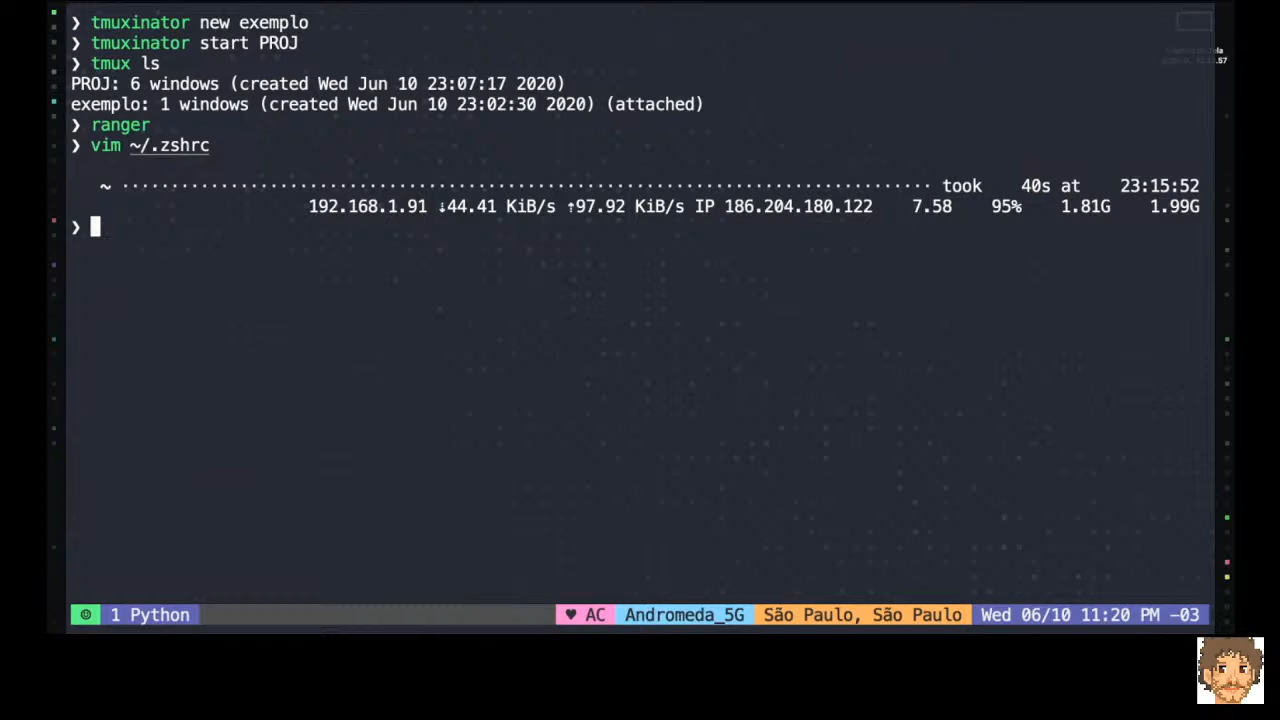 ❯ tmuxinator new exemplo
❯ tmuxinator start PROJ
❯ tmux ls
PROJ: 6 windows (created Wed Jun 10 23:07:17 2020)
exemplo: 1 windows (created Wed Jun 10 23:02:30 2020) (attached)
❯ ranger
❯ vim ~/.zshrc
~ ·································································································· took 40s at 23:15:52
192.168.1.91 ↓44.41 KiB/s ↑97.92 KiB/s IP 186.204.180.122 7.58 95% 1.81G 1.99G
❯
☺ 1 Python ♥ AC Andromeda_5G São Paulo, São Paulo Wed 06/10 11:20 PM -03